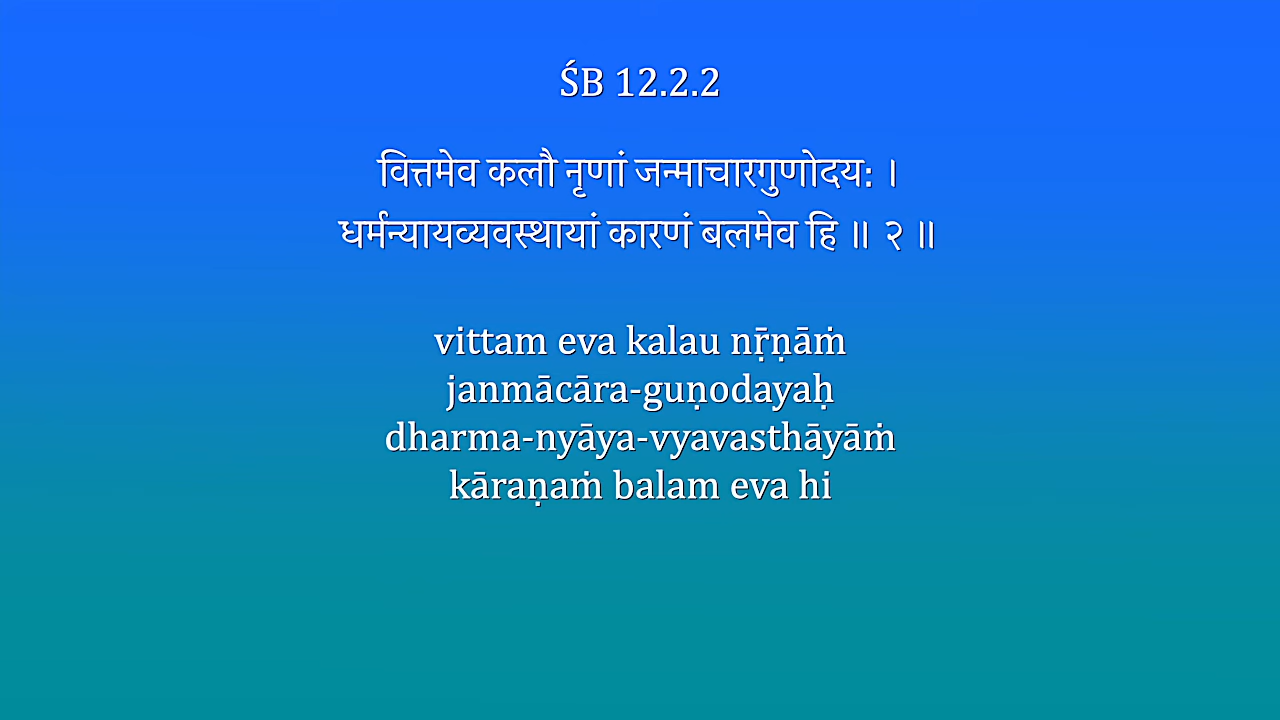 ŚB 12.2.2
वित्तमेव कलौ नृणां जन्माचारगुणोदय: ।
धर्मन्यायव्यवस्थायां कारणं बलमेव हि ॥ २ ॥
vittam eva kalau nṝṇāṁ
janmācāra-guṇodayaḥ
dharma-nyāya-vyavasthāyāṁ
kāraṇaṁ balam eva hi